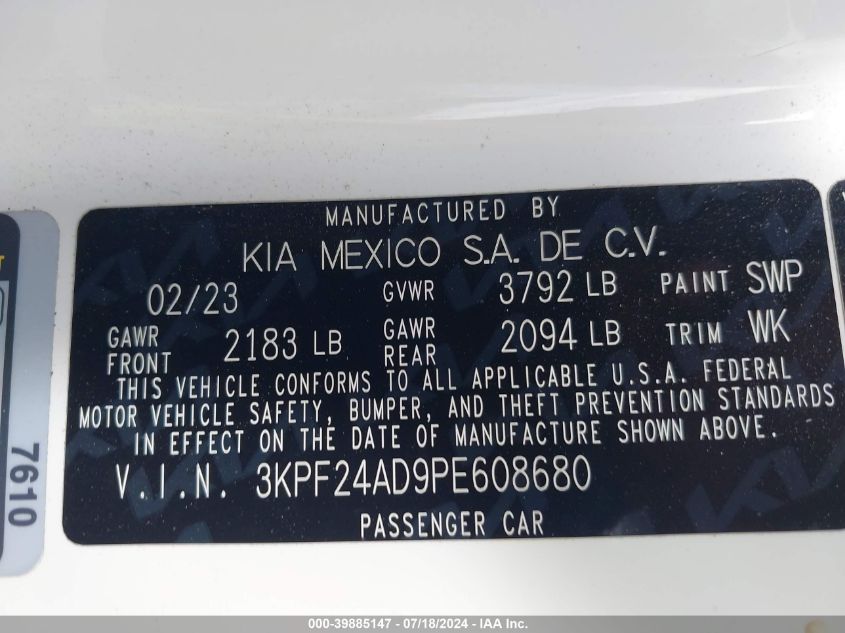 MANUFACTURED BY
KIA MEXICO S.A. DE C.V.
02/23 GVWR 3792 LB PAINT SWP
GAWR FRONT 2183 LB GAWR REAR 2094 LB TRIM WK
THIS VEHICLE CONFORMS TO ALL APPLICABLE U.S.A. FEDERAL
MOTOR VEHICLE SAFETY, BUMPER, AND THEFT PREVENTION STANDARDS
IN EFFECT ON THE DATE OF MANUFACTURE SHOWN ABOVE.
V.I.N. 3KPF24AD9PE608680
PASSENGER CAR
7610
000-39885147 - 07/18/2024 - IAA Inc.